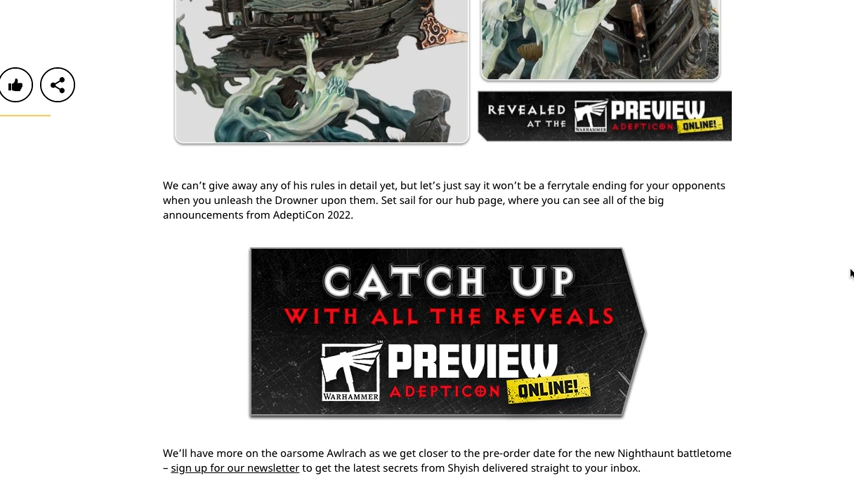 REVEALED
AT THE
WARHAMMER
PREVIEW
ADEPTICON ONLINE!
We can’t give away any of his rules in detail yet, but let’s just say it won’t be a ferrytale ending for your opponents
when you unleash the Drowner upon them. Set sail for our hub page, where you can see all of the big
announcements from AdeptiCon 2022.
CATCH UP
WITH ALL THE REVEALS
WARHAMMER
™
PREVIEW
ADEPTICON ONLINE!
We’ll have more on the oarsome Awlrach as we get closer to the pre-order date for the new Nighthaunt battletome
– sign up for our newsletter to get the latest secrets from Shyish delivered straight to your inbox.